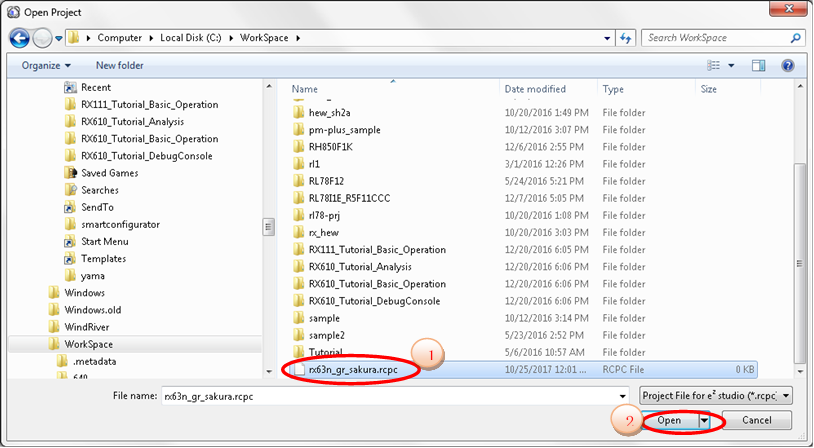 Open Project
Computer Local Disk (C:) WorkSpace
Search WorkSpace
Organize New folder
Name Date modified Type Size
Recent
RX111_Tutorial_Basic_Operation
RX610_Tutorial_Analysis
RX610_Tutorial_Basic_Operation
RX610_Tutorial_DebugConsole
Saved Games
Searches
SendTo
smartconfigurator
Start Menu
Templates
yama
Windows
Windows.old
WindRiver
WorkSpace
.metadata
hew_sh2a 10/20/2016 1:49 PM File folder
pm-plus_sample 10/12/2016 3:07 PM File folder
RH850F1K 12/6/2016 2:55 PM File folder
rl1 3/1/2016 12:26 PM File folder
RL78F12 5/24/2016 5:21 PM File folder
RL78I1E_R5F11CCC 12/7/2016 5:05 PM File folder
rl78-prj 10/20/2016 1:08 PM File folder
rx_hew 10/20/2016 3:03 PM File folder
RX111_Tutorial_Basic_Operation 12/20/2016 6:05 PM File folder
RX610_Tutorial_Analysis 12/20/2016 6:06 PM File folder
RX610_Tutorial_Basic_Operation 12/20/2016 6:06 PM File folder
RX610_Tutorial_DebugConsole 12/20/2016 6:06 PM File folder
sample 10/12/2016 3:14 PM File folder
sample2 5/23/2016 2:52 PM File folder
Tutorial 5/6/2016 10:57 AM File folder
1
rx63n_gr_sakura.rcpc 10/25/2017 12:01 ... RCPC File 0 KB
File name: rx63n_gr_sakura.rcpc
Project File for e² studio (*.rcpc)
2
Open Cancel